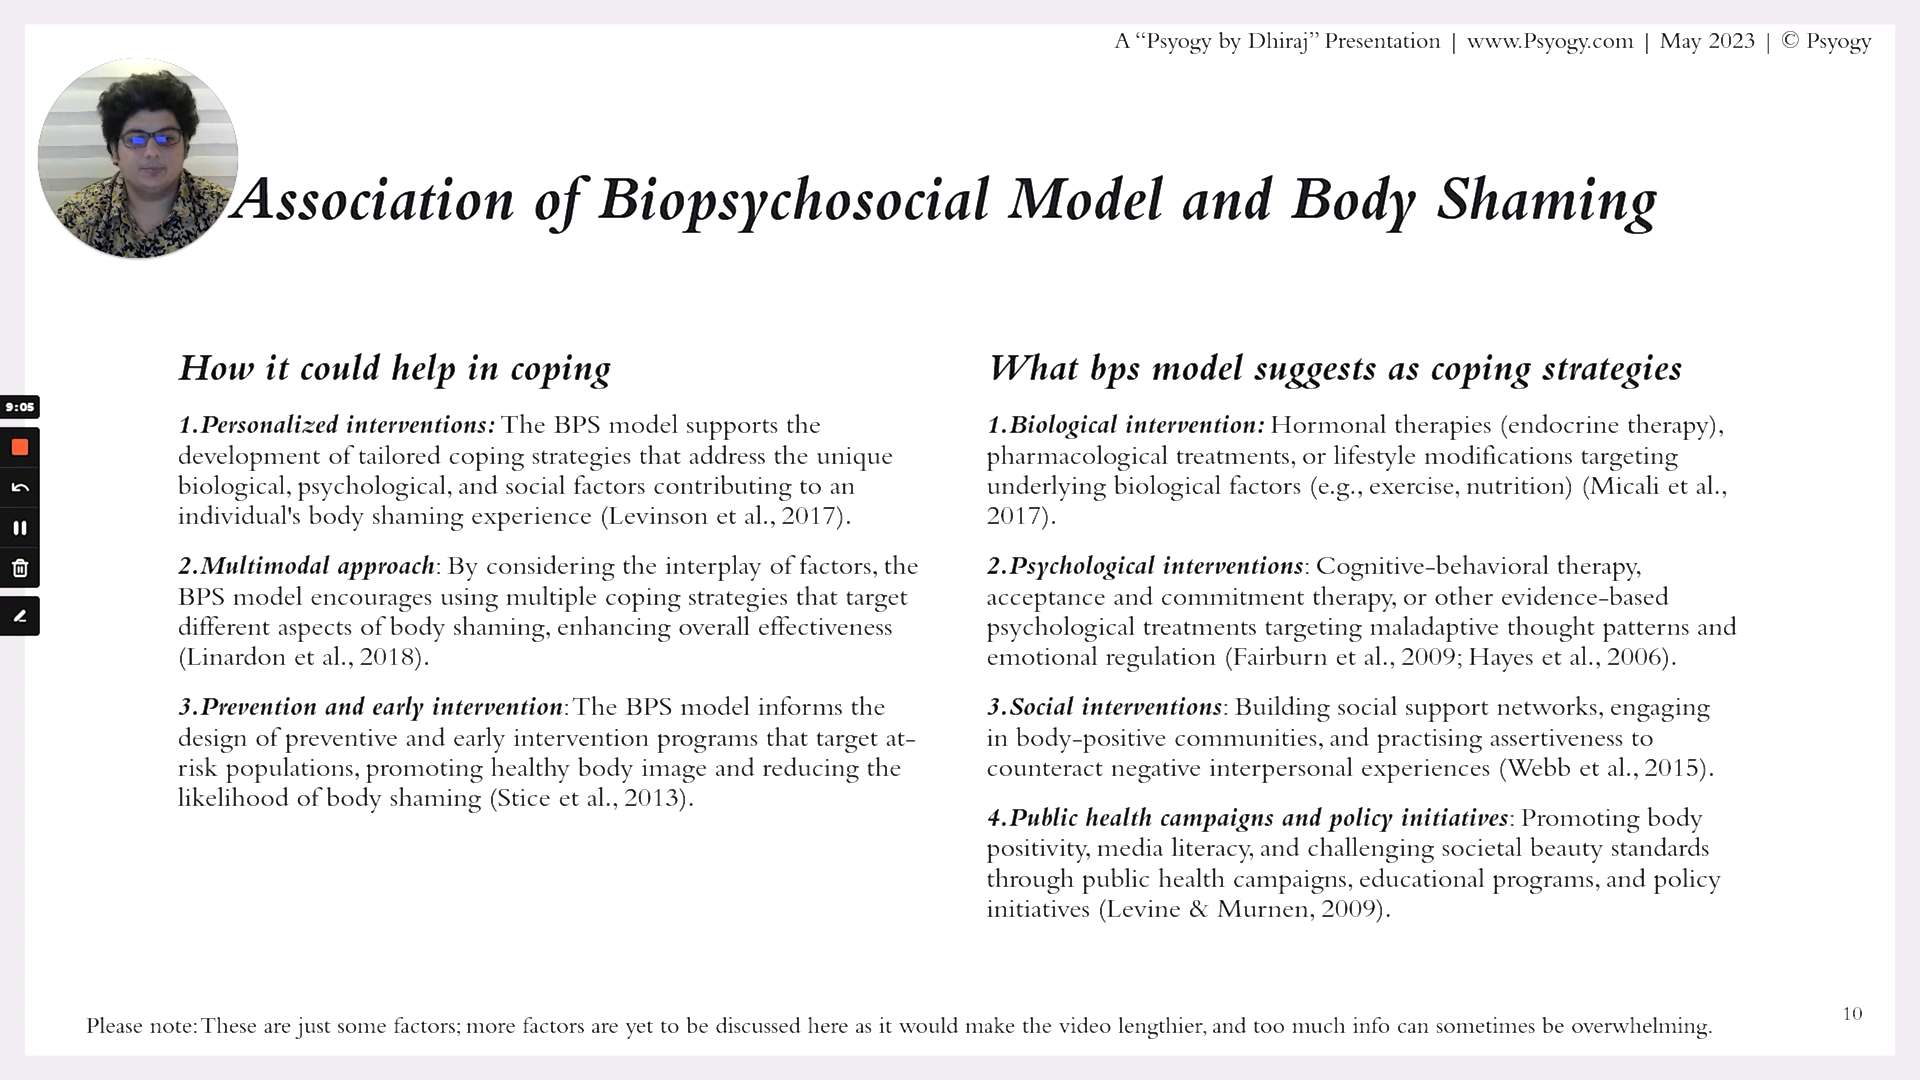 A “Psyogy by Dhiraj” Presentation | www.Psyogy.com | May 2023 | © Psyogy
Association of Biopsychosocial Model and Body Shaming
How it could help in coping
1.Personalized interventions: The BPS model supports the
development of tailored coping strategies that address the unique
biological, psychological, and social factors contributing to an
individual's body shaming experience (Levinson et al., 2017).
2.Multimodal approach: By considering the interplay of factors, the
BPS model encourages using multiple coping strategies that target
different aspects of body shaming, enhancing overall effectiveness
(Linardon et al., 2018).
3.Prevention and early intervention: The BPS model informs the
design of preventive and early intervention programs that target at-
risk populations, promoting healthy body image and reducing the
likelihood of body shaming (Stice et al., 2013).
What bps model suggests as coping strategies
1.Biological intervention: Hormonal therapies (endocrine therapy),
pharmacological treatments, or lifestyle modifications targeting
underlying biological factors (e.g., exercise, nutrition) (Micali et al.,
2017).
2.Psychological interventions: Cognitive-behavioral therapy,
acceptance and commitment therapy, or other evidence-based
psychological treatments targeting maladaptive thought patterns and
emotional regulation (Fairburn et al., 2009; Hayes et al., 2006).
3.Social interventions: Building social support networks, engaging
in body-positive communities, and practising assertiveness to
counteract negative interpersonal experiences (Webb et al., 2015).
4.Public health campaigns and policy initiatives: Promoting body
positivity, media literacy, and challenging societal beauty standards
through public health campaigns, educational programs, and policy
initiatives (Levine & Murnen, 2009).
9:05
10
Please note: These are just some factors; more factors are yet to be discussed here as it would make the video lengthier, and too much info can sometimes be overwhelming.